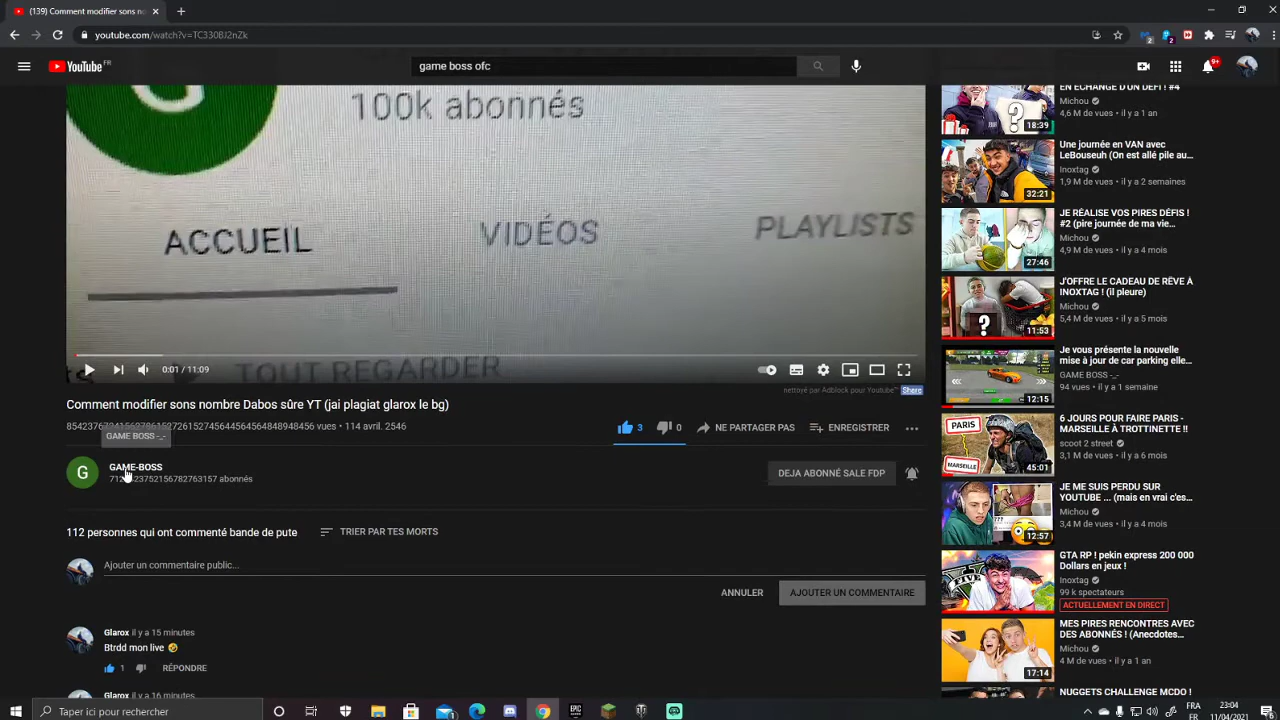 (139) Comment modifier sons no
youtube.com/watch?v=TC3308J2nZk
YouTube FR
game boss ofc
9+
100k abonnés
ACCUEIL
VIDÉOS
PLAYLISTS
REGARDER
0:01 / 11:09
nettoyé par Adblock pour Youtube™
Share
Comment modifier sons nombre Dabos sur YT (jai plagiat glarox le bg)
vues • 11 avril. 2546
3
0
NE PARTAGER PAS
ENREGISTRER
GAME BOSS -_-
G
GAME-BOSS
abonnés
DEJA ABONNÉ SALE FDP
112 personnes qui ont commenté bande de pute
TRIER PAR TES MORTS
Ajouter un commentaire public...
ANNULER
AJOUTER UN COMMENTAIRE
Glarox il y a 15 minutes
Btrdd mon live 🤣
1
RÉPONDRE
Glarox il y a 16 minutes
EN ÉCHANGE D'UN DÉFI ! #4
Michou
4,6 M de vues • il y a 1 an
18:39
Une journée en VAN avec
LeBouseuh (On est allé pile au...
Inoxtag
1,9 M de vues • il y a 2 semaines
32:21
JE RÉALISE VOS PIRES DÉFIS !
#2 (pire journée de ma vie...
Michou
4,9 M de vues • il y a 4 mois
27:46
J'OFFRE LE CADEAU DE RÊVE À
INOXTAG ! (il pleure)
Michou
5,4 M de vues • il y a 5 mois
11:53
Je vous présente la nouvelle
mise à jour de car parking elle...
GAME BOSS -_-
94 vues • il y a 1 semaine
12:15
PARIS
MARSEILLE
6 JOURS POUR FAIRE PARIS -
MARSEILLE À TROTTINETTE !!
scoot 2 street
3,1 M de vues • il y a 6 mois
45:01
JE ME SUIS PERDU SUR
YOUTUBE ... (mais en vrai c'es...
Michou
3,4 M de vues • il y a 4 mois
12:57
GTA RP ! pekin express 200 000
Dollars en jeux !
Inoxtag
99 k spectateurs
ACTUELLEMENT EN DIRECT
MES PIRES RENCONTRES AVEC
DES ABONNÉS ! (Anecdotes...
Michou
4 M de vues • il y a 1 an
17:14
NUGGETS CHALLENGE MCDO !
Taper ici pour rechercher
FRA
FR
23:04
11/04/2021